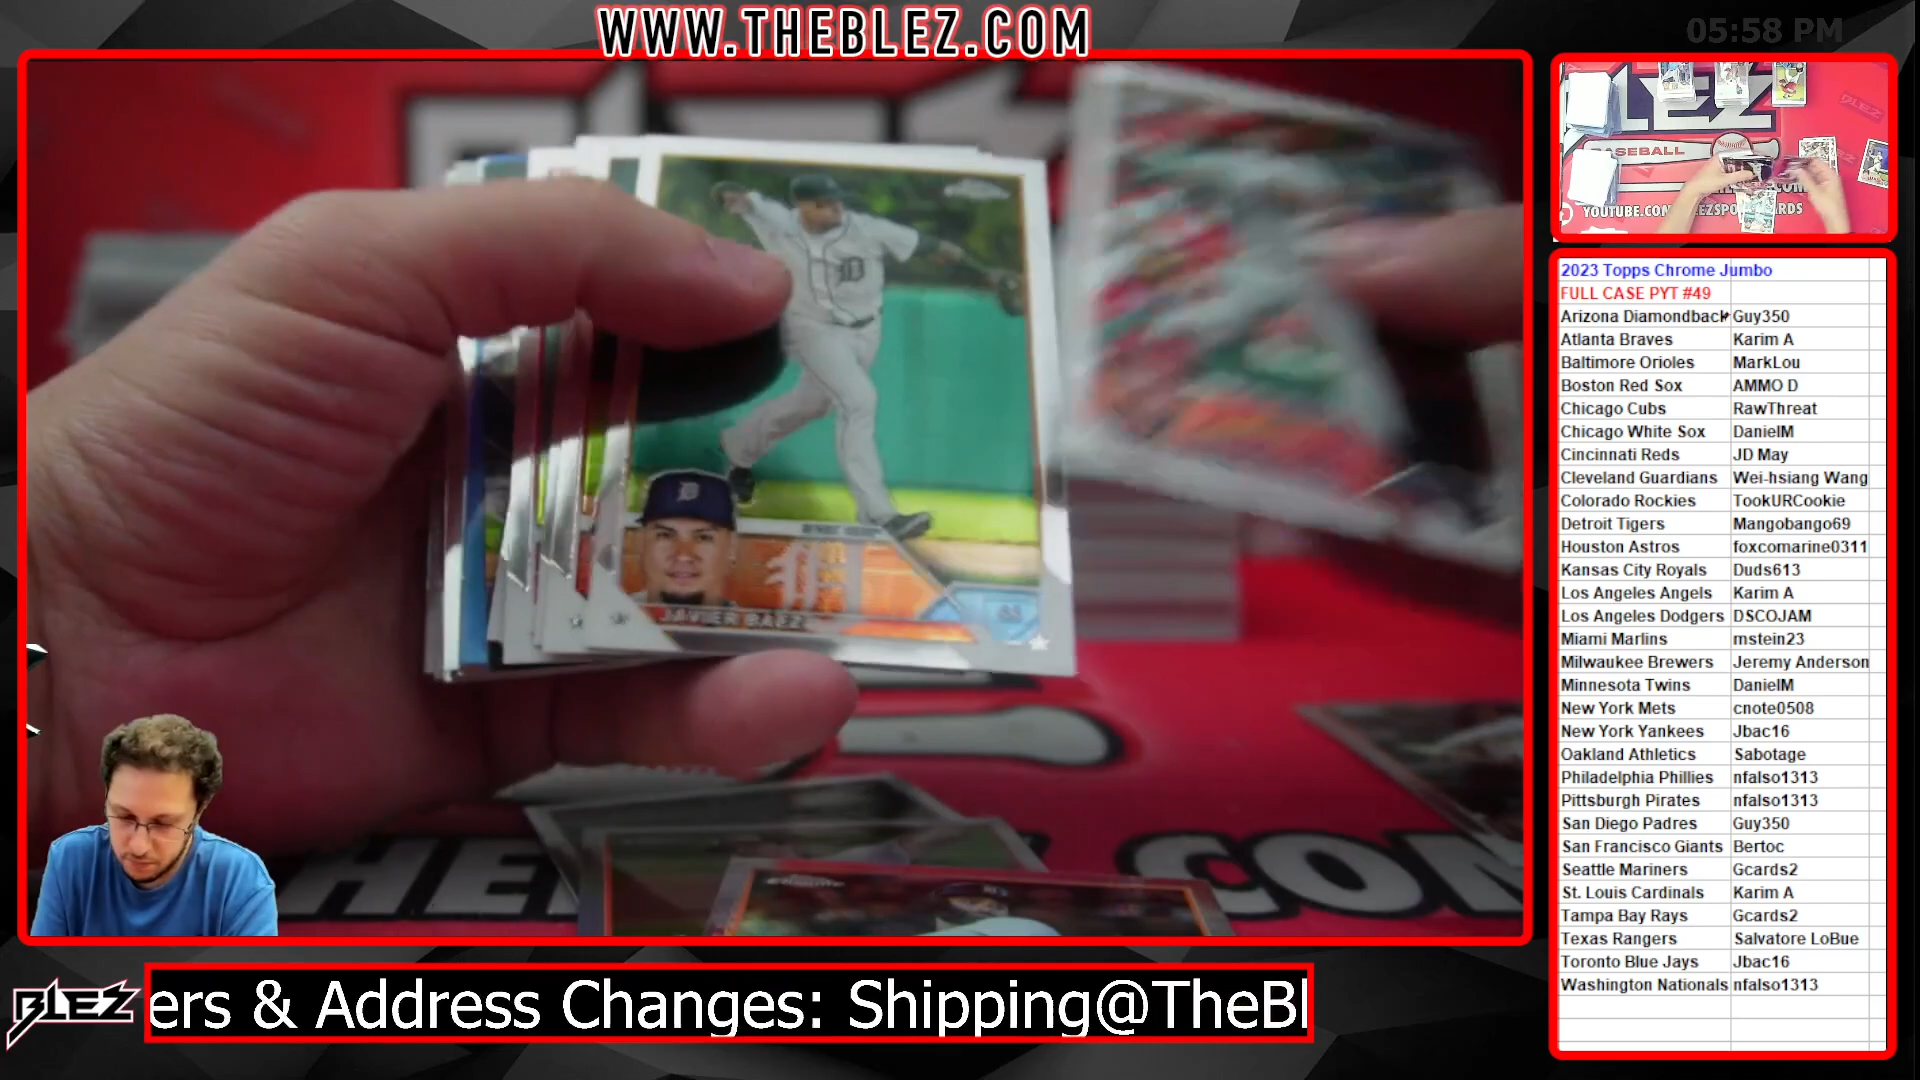 WWW.THEBLEZ.COM
05:58 PM
JAVIER BAEZ
BASEBALL
2023 Topps Chrome Jumbo
FULL CASE PYT #49
Arizona Diamondback Guy350
Atlanta Braves Karim A
Baltimore Orioles MarkLou
Boston Red Sox AMMO D
Chicago Cubs RawThreat
Chicago White Sox DanielM
Cincinnati Reds JD May
Cleveland Guardians Wei-hsiang Wang
Colorado Rockies TookURCookie
Detroit Tigers Mangobango69
Houston Astros foxcomarine0311
Kansas City Royals Duds613
Los Angeles Angels Karim A
Los Angeles Dodgers DSCOJAM
Miami Marlins mstein23
Milwaukee Brewers Jeremy Anderson
Minnesota Twins DanielM
New York Mets cnote0508
New York Yankees Jbac16
Oakland Athletics Sabotage
Philadelphia Phillies nfalso1313
Pittsburgh Pirates nfalso1313
San Diego Padres Guy350
San Francisco Giants Bertoc
Seattle Mariners Gcards2
St. Louis Cardinals Karim A
Tampa Bay Rays Gcards2
Texas Rangers Salvatore LoBue
Toronto Blue Jays Jbac16
Washington Nationals nfalso1313
BLEZ
ers & Address Changes: Shipping@TheBl